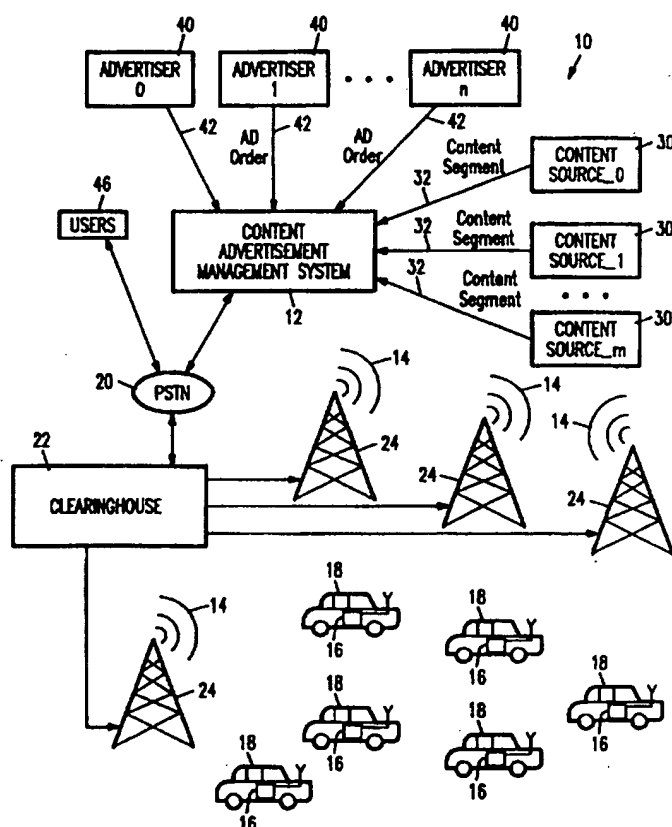 40
40
40
10
ADVERTISER
0
ADVERTISER
1
• • •
ADVERTISER
n
42
42
42
AD
Order
AD
Order
Content
Segment
32
30
CONTENT
SOURCE_0
46
USERS
CONTENT
ADVERTISEMENT
MANAGEMENT SYSTEM
12
Content
Segment
32
30
CONTENT
SOURCE_1
• • •
Content
Segment
32
30
CONTENT
SOURCE_m
20
PSTN
14
14
14
22
CLEARINGHOUSE
24
24
24
14
24
18
16
18
16
18
16
18
16
18
16
18
16